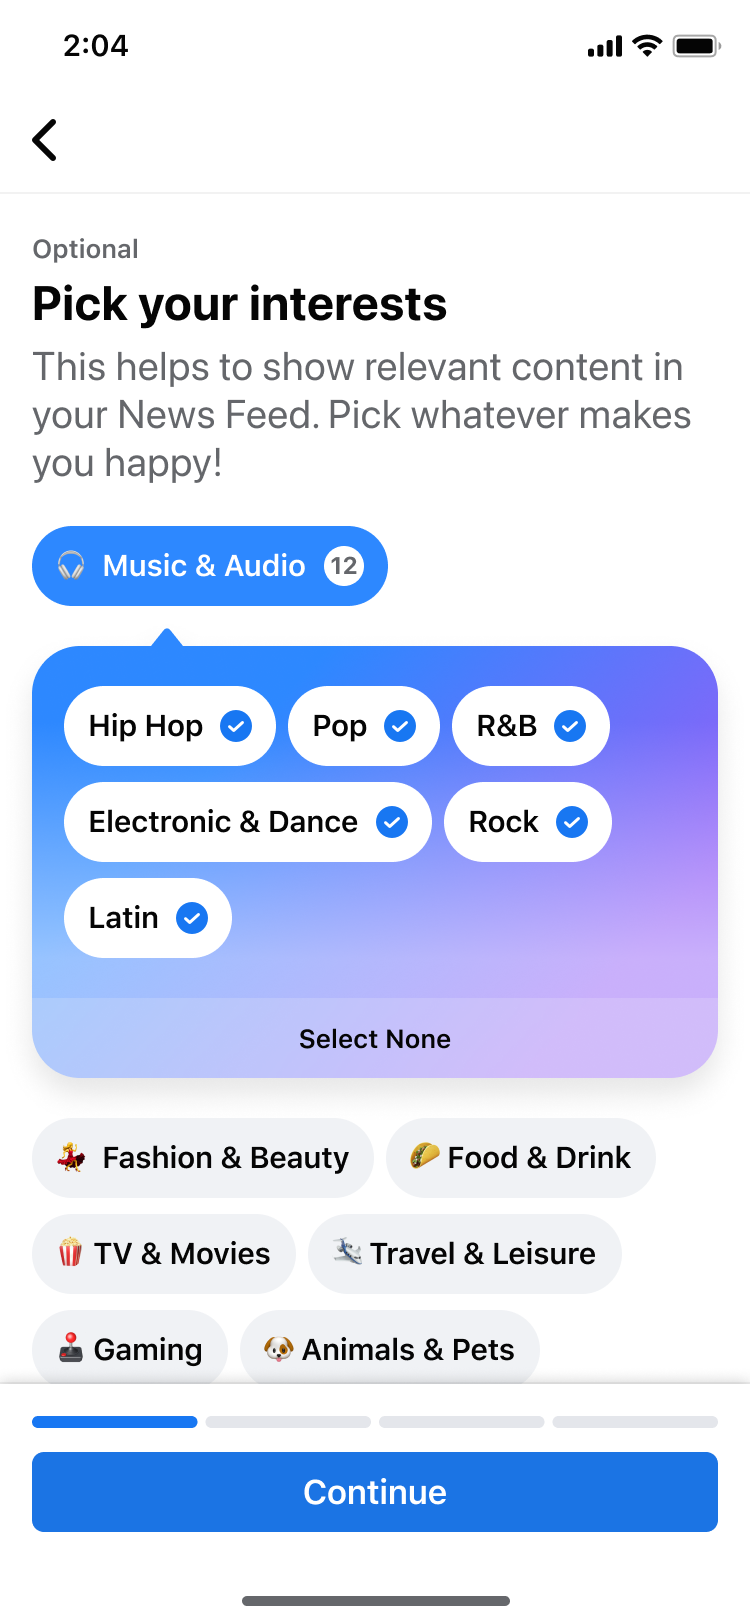 2:04
Optional
Pick your interests
This helps to show relevant content in
your News Feed. Pick whatever makes
you happy!
Music & Audio 12
Hip Hop Pop R&B
Electronic & Dance Rock
Latin
Select None
Fashion & Beauty Food & Drink
TV & Movies Travel & Leisure
Gaming Animals & Pets
Continue